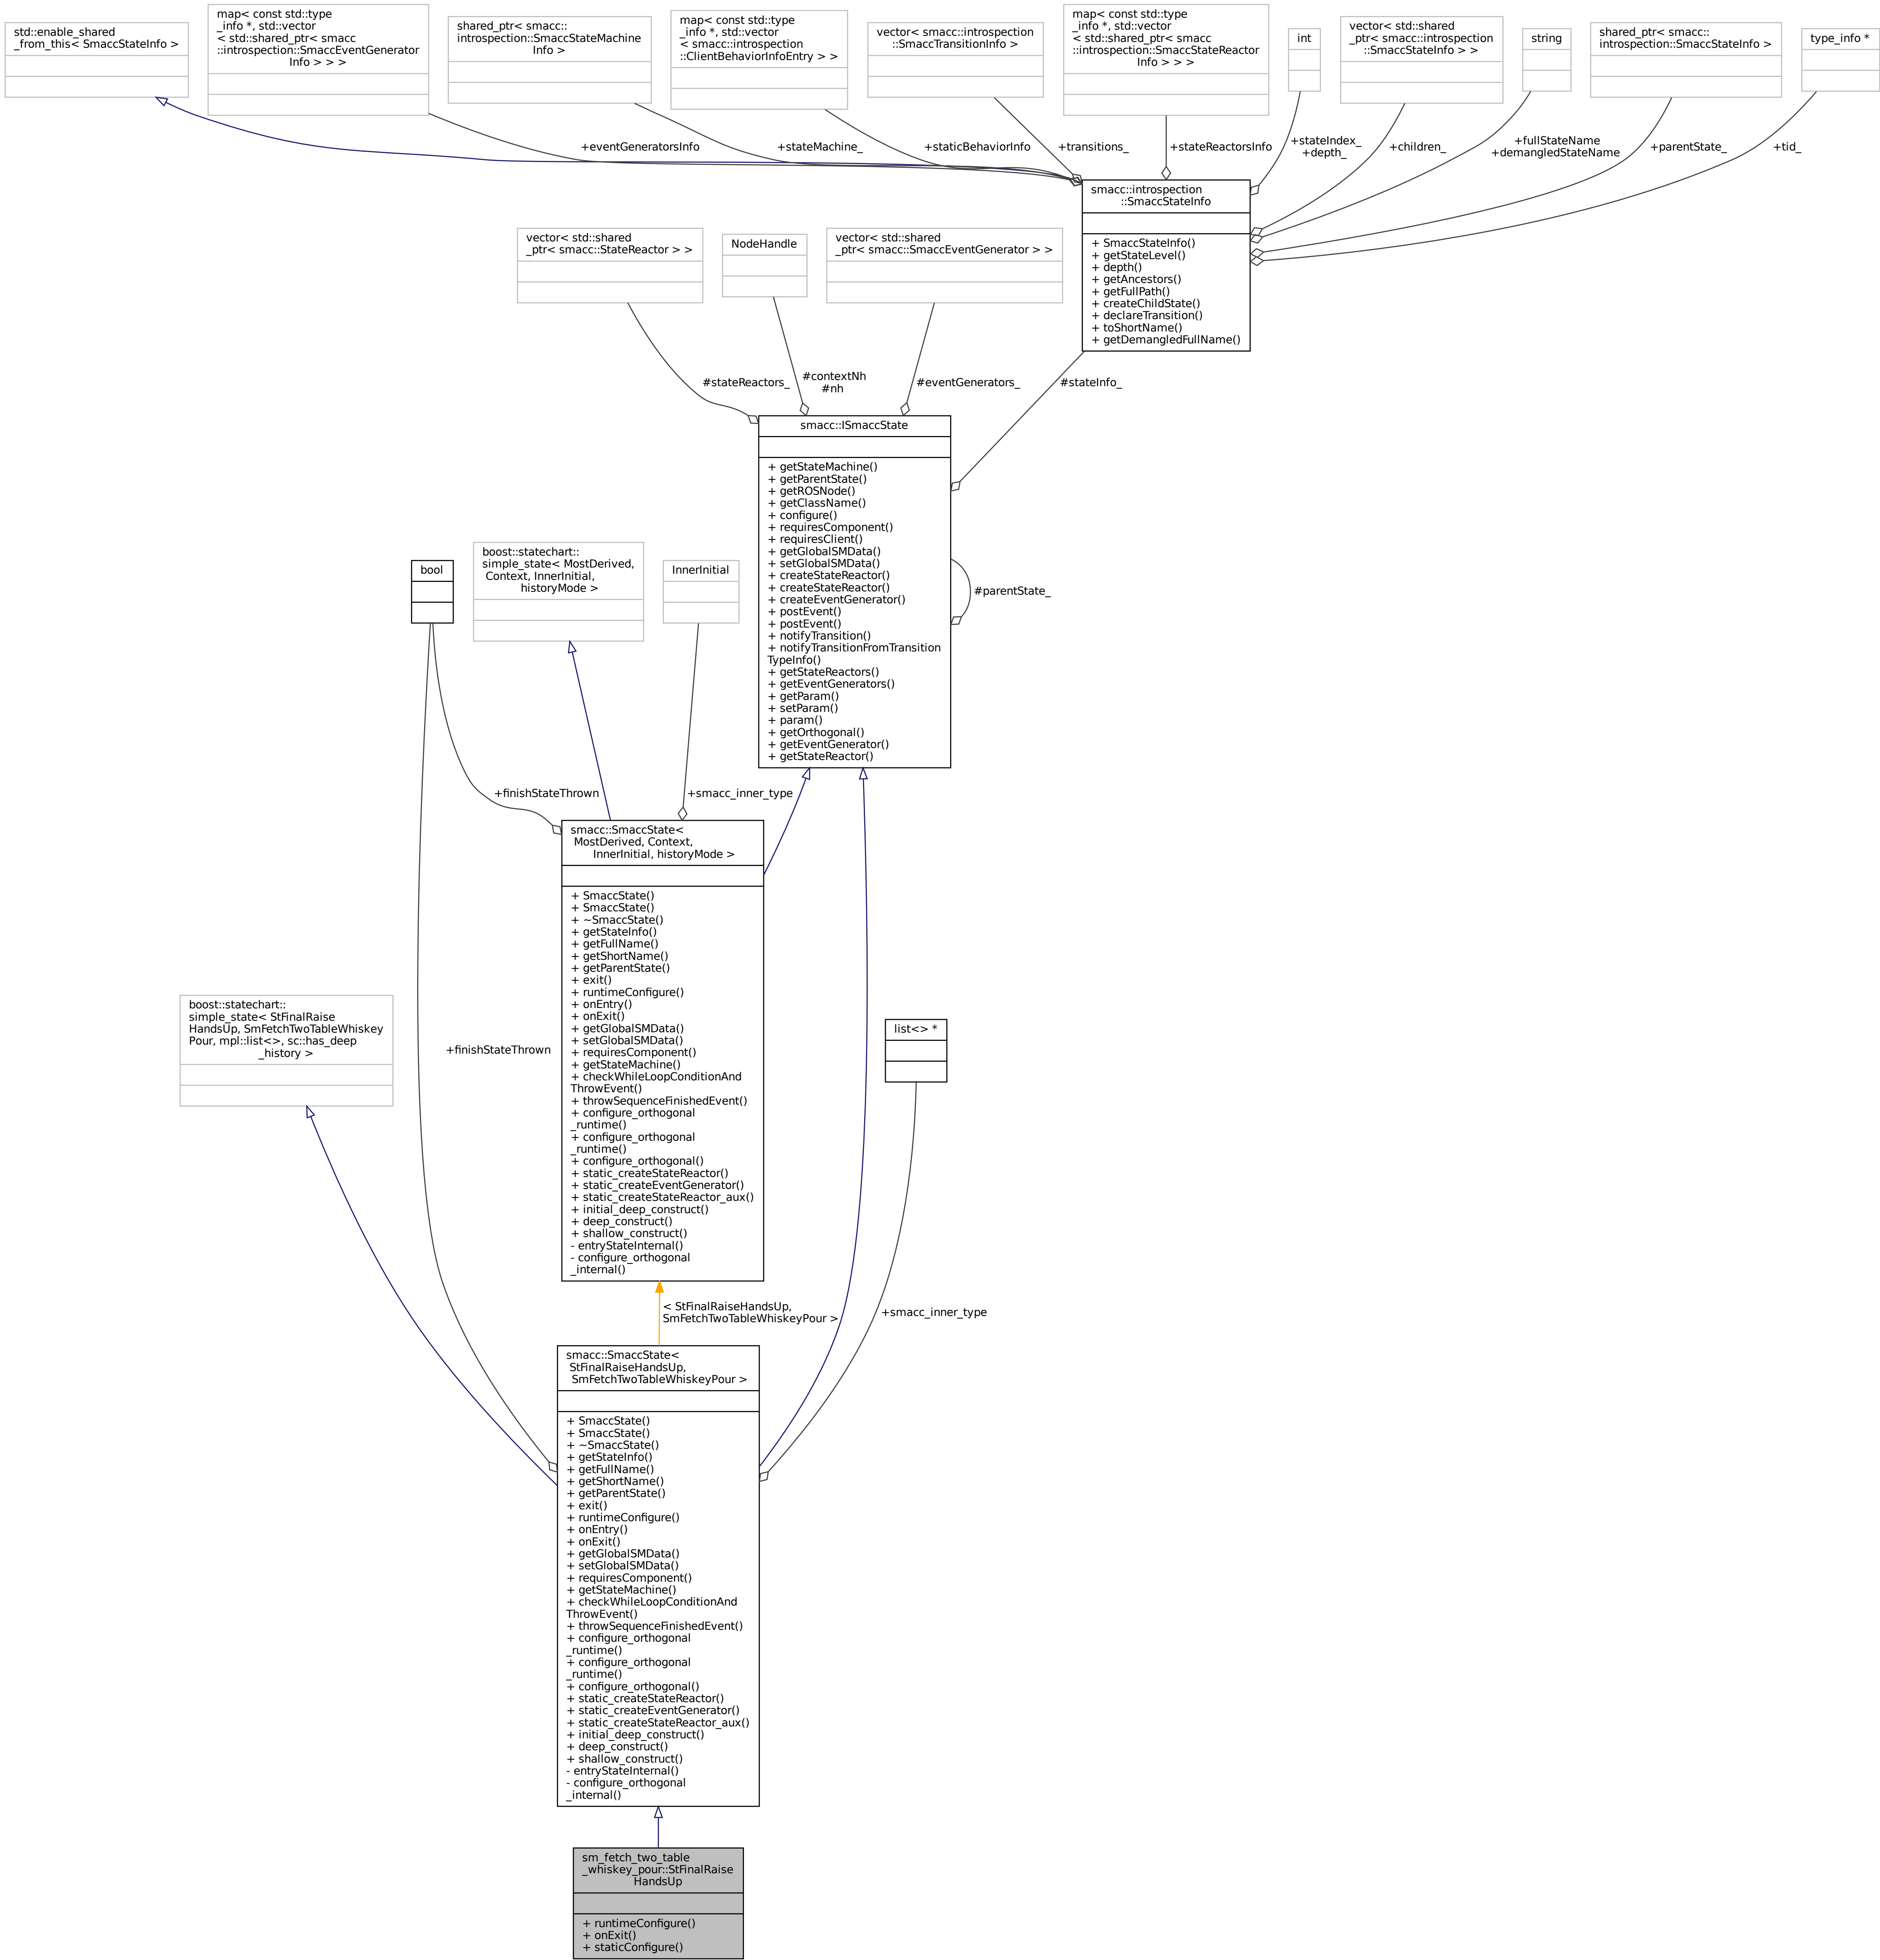 std::enable_shared
_from_this< SmaccStateInfo >
map< const std::type
_info *, std::vector
< std::shared_ptr< smacc
::introspection::SmaccEventGenerator
Info > > >
shared_ptr< smacc::
introspection::SmaccStateMachine
Info >
map< const std::type
_info *, std::vector
< smacc::introspection
::ClientBehaviorInfoEntry > >
vector< smacc::introspection
::SmaccTransitionInfo >
map< const std::type
_info *, std::vector
< std::shared_ptr< smacc
::introspection::SmaccStateReactor
Info > > >
int
vector< std::shared
_ptr< smacc::introspection
::SmaccStateInfo > >
string
shared_ptr< smacc::
introspection::SmaccStateInfo >
type_info *
+eventGeneratorsInfo
+stateMachine_
+staticBehaviorInfo
+transitions_
+stateReactorsInfo
+stateIndex_
+depth_
+children_
+fullStateName
+demangledStateName
+parentState_
+tid_
smacc::introspection
::SmaccStateInfo
+ SmaccStateInfo()
+ getStateLevel()
+ depth()
+ getAncestors()
+ getFullPath()
+ createChildState()
+ declareTransition()
+ toShortName()
+ getDemangledFullName()
vector< std::shared
_ptr< smacc::StateReactor > >
NodeHandle
vector< std::shared
_ptr< smacc::SmaccEventGenerator > >
#stateReactors_
#contextNh
#nh
#eventGenerators_
#stateInfo_
smacc::ISmaccState
+ getStateMachine()
+ getParentState()
+ getROSNode()
+ getClassName()
+ configure()
+ requiresComponent()
+ requiresClient()
+ getGlobalSMData()
+ setGlobalSMData()
+ createStateReactor()
+ createStateReactor()
+ createEventGenerator()
+ postEvent()
+ postEvent()
+ notifyTransition()
+ notifyTransitionFromTransition
TypeInfo()
+ getStateReactors()
+ getEventGenerators()
+ getParam()
+ setParam()
+ param()
+ getOrthogonal()
+ getEventGenerator()
+ getStateReactor()
#parentState_
bool
boost::statechart::
simple_state< MostDerived,
Context, InnerInitial,
historyMode >
InnerInitial
+finishStateThrown
+smacc_inner_type
smacc::SmaccState<
MostDerived, Context,
InnerInitial, historyMode >
+ SmaccState()
+ SmaccState()
+ ~SmaccState()
+ getStateInfo()
+ getFullName()
+ getShortName()
+ getParentState()
+ exit()
+ runtimeConfigure()
+ onEntry()
+ onExit()
+ getGlobalSMData()
+ setGlobalSMData()
+ requiresComponent()
+ getStateMachine()
+ checkWhileLoopConditionAnd
ThrowEvent()
+ throwSequenceFinishedEvent()
+ configure_orthogonal
_runtime()
+ configure_orthogonal
_runtime()
+ configure_orthogonal()
+ static_createStateReactor()
+ static_createEventGenerator()
+ static_createStateReactor_aux()
+ initial_deep_construct()
+ deep_construct()
+ shallow_construct()
- entryStateInternal()
- configure_orthogonal
_internal()
boost::statechart::
simple_state< StFinalRaise
HandsUp, SmFetchTwoTableWhiskey
Pour, mpl::list<>, sc::has_deep
_history >
+finishStateThrown
list<> *
< StFinalRaiseHandsUp,
SmFetchTwoTableWhiskeyPour >
+smacc_inner_type
smacc::SmaccState<
StFinalRaiseHandsUp,
SmFetchTwoTableWhiskeyPour >
+ SmaccState()
+ SmaccState()
+ ~SmaccState()
+ getStateInfo()
+ getFullName()
+ getShortName()
+ getParentState()
+ exit()
+ runtimeConfigure()
+ onEntry()
+ onExit()
+ getGlobalSMData()
+ setGlobalSMData()
+ requiresComponent()
+ getStateMachine()
+ checkWhileLoopConditionAnd
ThrowEvent()
+ throwSequenceFinishedEvent()
+ configure_orthogonal
_runtime()
+ configure_orthogonal
_runtime()
+ configure_orthogonal()
+ static_createStateReactor()
+ static_createEventGenerator()
+ static_createStateReactor_aux()
+ initial_deep_construct()
+ deep_construct()
+ shallow_construct()
- entryStateInternal()
- configure_orthogonal
_internal()
sm_fetch_two_table
_whiskey_pour::StFinalRaise
HandsUp
+ runtimeConfigure()
+ onExit()
+ staticConfigure()